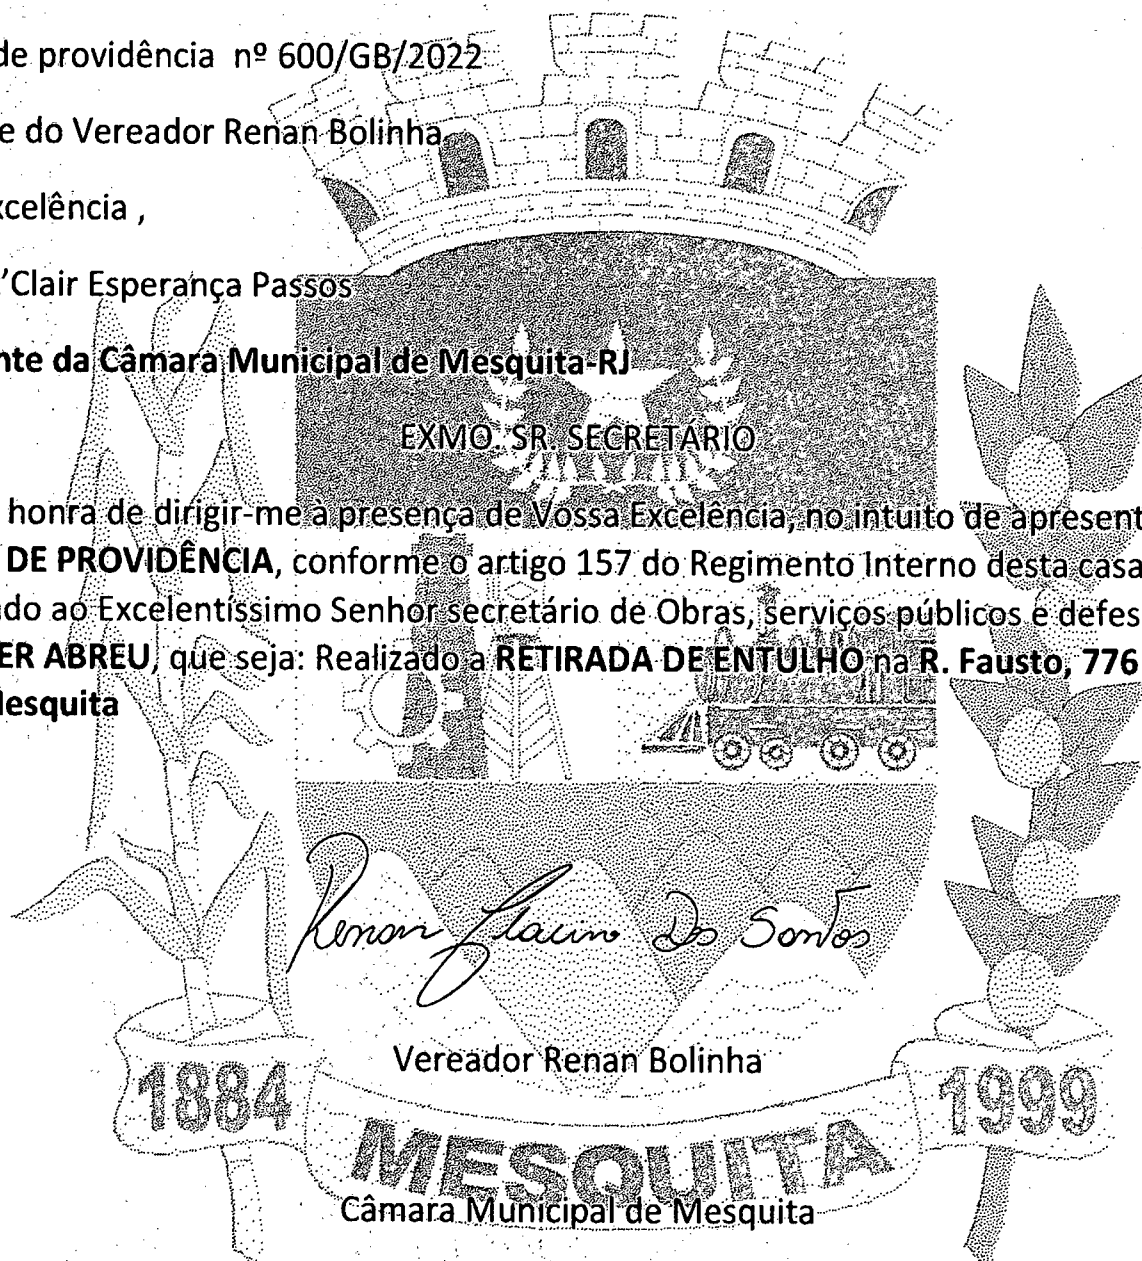 de providência nº 600/GB/2022
e do Vereador Renan Bolinha
xcelência ,
'Clair Esperança Passos
nte da Câmara Municipal de Mesquita-RJ
EXMO. SR. SECRETÁRIO
honra de dirigir-me à presença de Vossa Excelência, no intuito de apresent
DE PROVIDÊNCIA, conforme o artigo 157 do Regimento Interno desta casa
do ao Excelentíssimo Senhor secretário de Obras, serviços públicos e defes
ER ABREU, que seja: Realizado a RETIRADA DE ENTULHO na R. Fausto, 776
Mesquita
Renan Flacino Dos Santos
Vereador Renan Bolinha
1884
1999
MESQUITA
Câmara Municipal de Mesquita